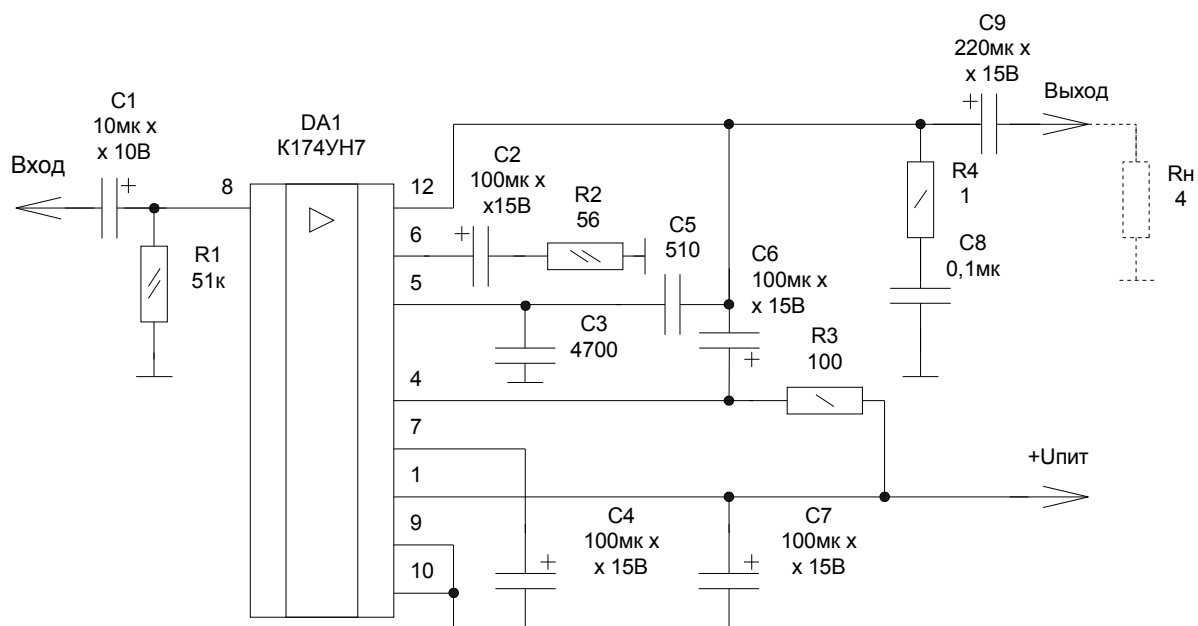 C9
220мк x
x 15В
Выход
C1
10мк x
x 10В
DA1
К174УН7
Вход
8
12
C2
100мк x
x15В
R2
56
R4
1
Rн
4
6
C5
510
C6
100мк x
x 15В
C8
0,1мк
R1
51к
5
C3
4700
R3
100
4
7
+Uпит
1
C4
100мк x
x 15В
C7
100мк x
x 15В
9
10